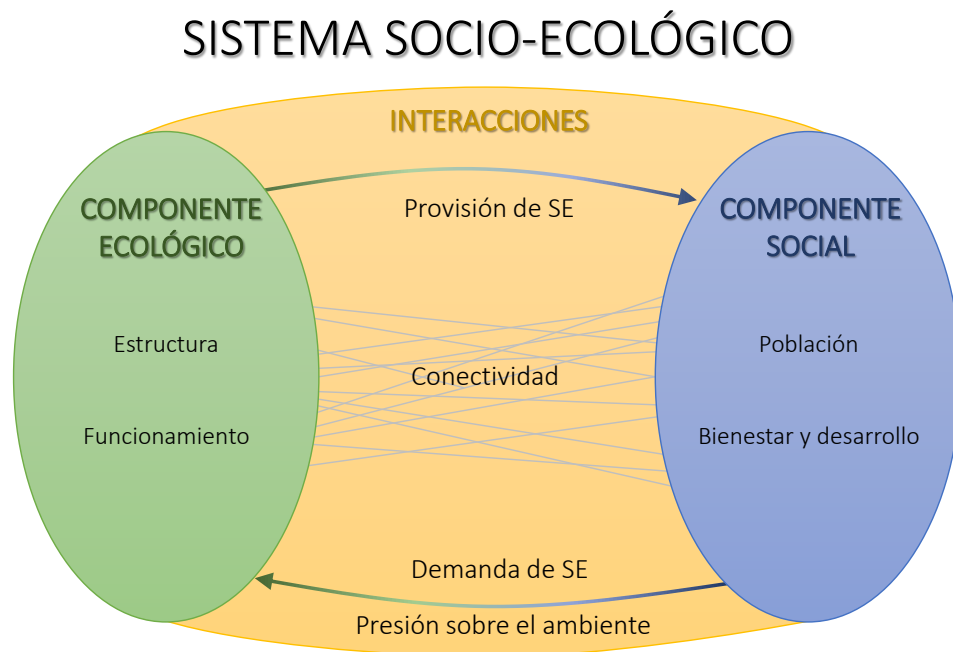 SISTEMA SOCIO-ECOLÓGICO
INTERACCIONES
Provisión de SE
COMPONENTE
ECOLÓGICO
Estructura
Funcionamiento
Conectividad
COMPONENTE
SOCIAL
Población
Bienestar y desarrollo
Demanda de SE
Presión sobre el ambiente